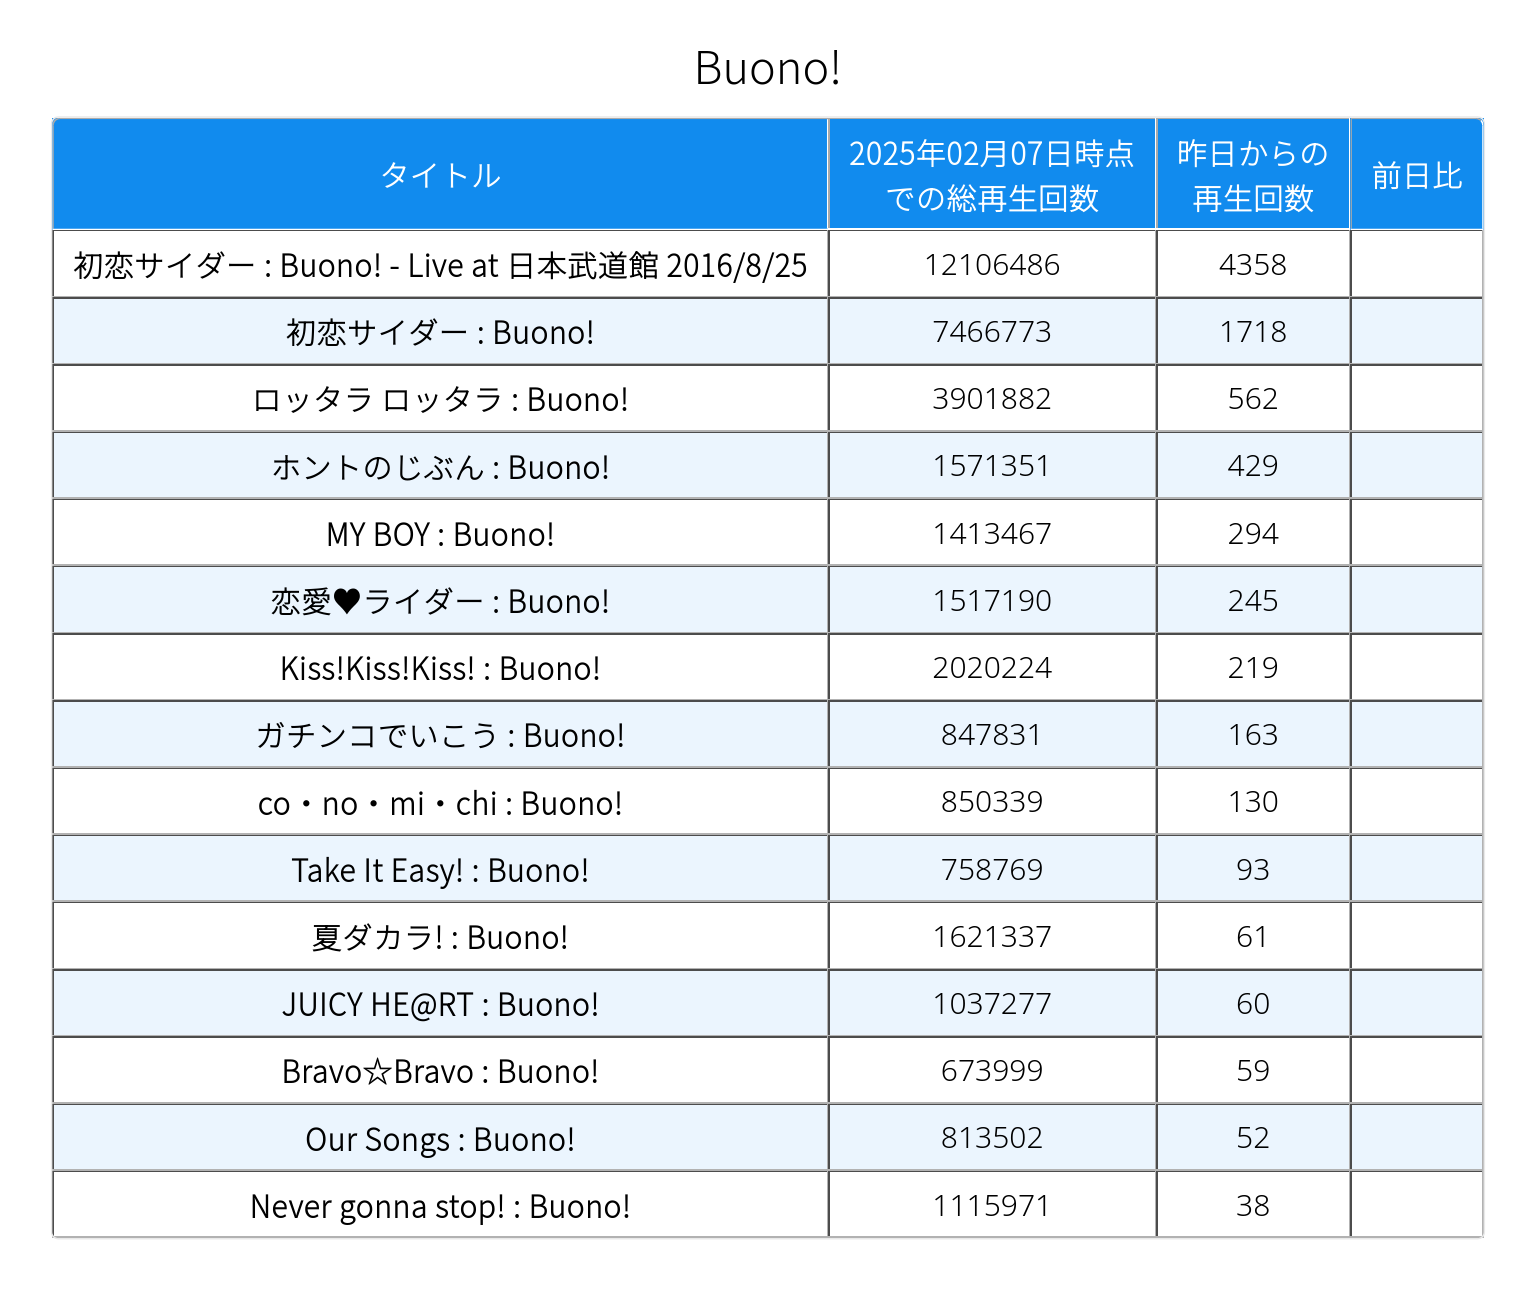 Buono!
タイトル 2025年02月07日時点での総再生回数 昨日からの再生回数 前日比
初恋サイダー : Buono! - Live at 日本武道館 2016/8/25 12106486 4358
初恋サイダー : Buono! 7466773 1718
ロッタラ ロッタラ : Buono! 3901882 562
ホントのじぶん : Buono! 1571351 429
MY BOY : Buono! 1413467 294
恋愛♥ライダー : Buono! 1517190 245
Kiss!Kiss!Kiss! : Buono! 2020224 219
ガチンコでいこう : Buono! 847831 163
co・no・mi・chi : Buono! 850339 130
Take It Easy! : Buono! 758769 93
夏ダカラ! : Buono! 1621337 61
JUICY HE@RT : Buono! 1037277 60
Bravo☆Bravo : Buono! 673999 59
Our Songs : Buono! 813502 52
Never gonna stop! : Buono! 1115971 38